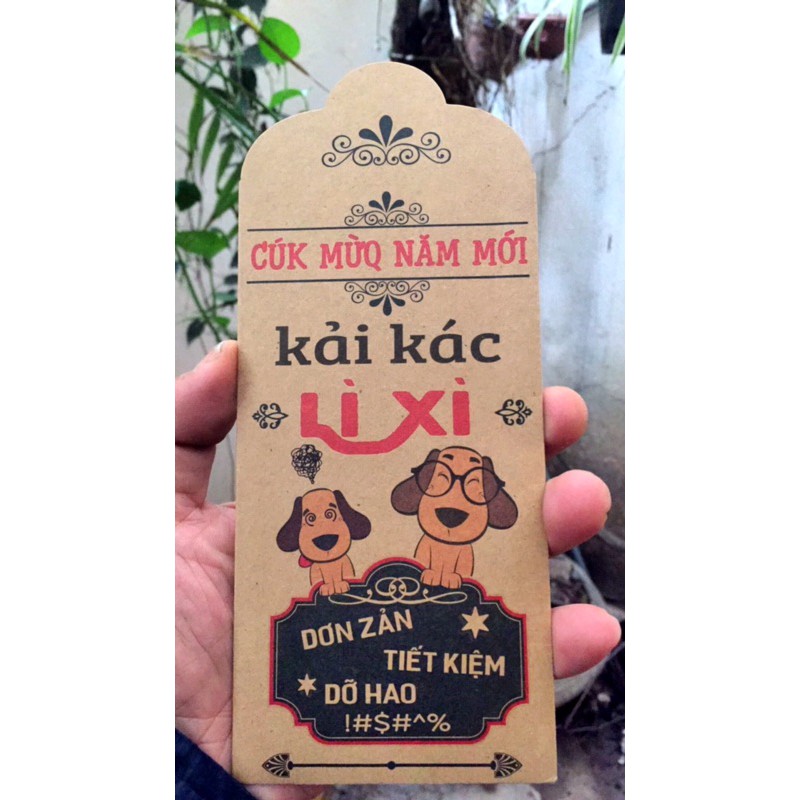 CÚK MỪQ NĂM MỚI
kải kác
Lì XÌ
DƠN ZẢN
TIẾT KIỆM
DỠ HAO
!#$#^%